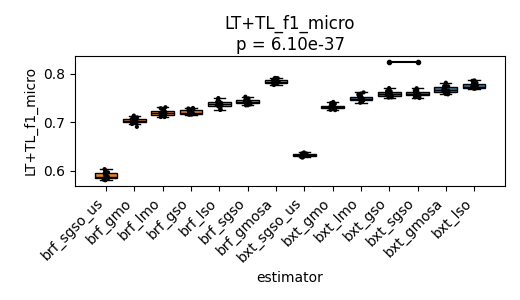 LT+TL_f1_micro
p = 6.10e-37
LT+TL_f1_micro
0.8
0.7
0.6
brf_sgso_us
brf_gmo
brf_lmo
brf_gso
brf_lso
brf_sgso
brf_gmosa
bxt_sgso_us
bxt_gmo
bxt_lmo
bxt_gso
bxt_sgso
bxt_gmosa
bxt_lso
estimator